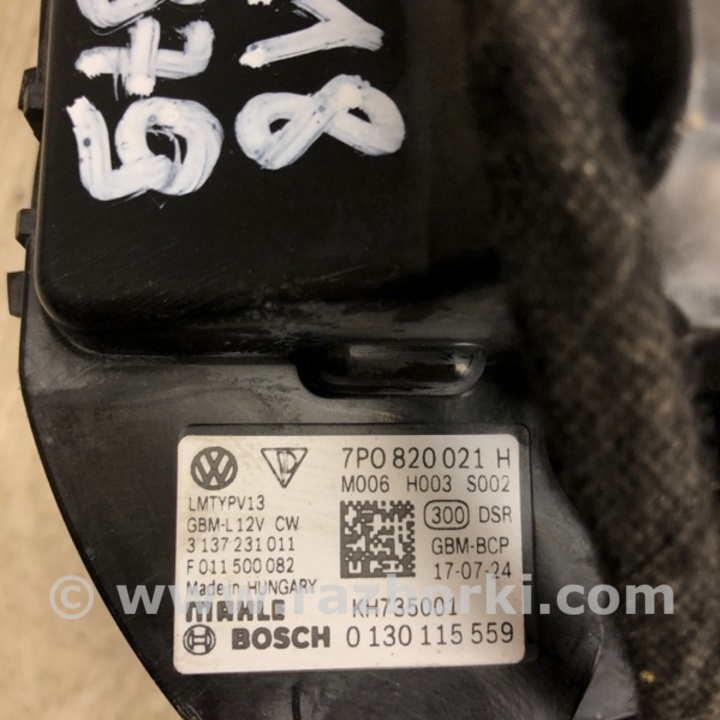 7P0 820 021 H
M006 H003 S002
LMTYPV13
GBM-L12V CW
3 137 231 011
F 011 500 082
Made in HUNGARY
300 DSR
GBM-BCP
17-07-24
© www.razborki.com
MAHLE KH735001
BOSCH 0 130 115 559